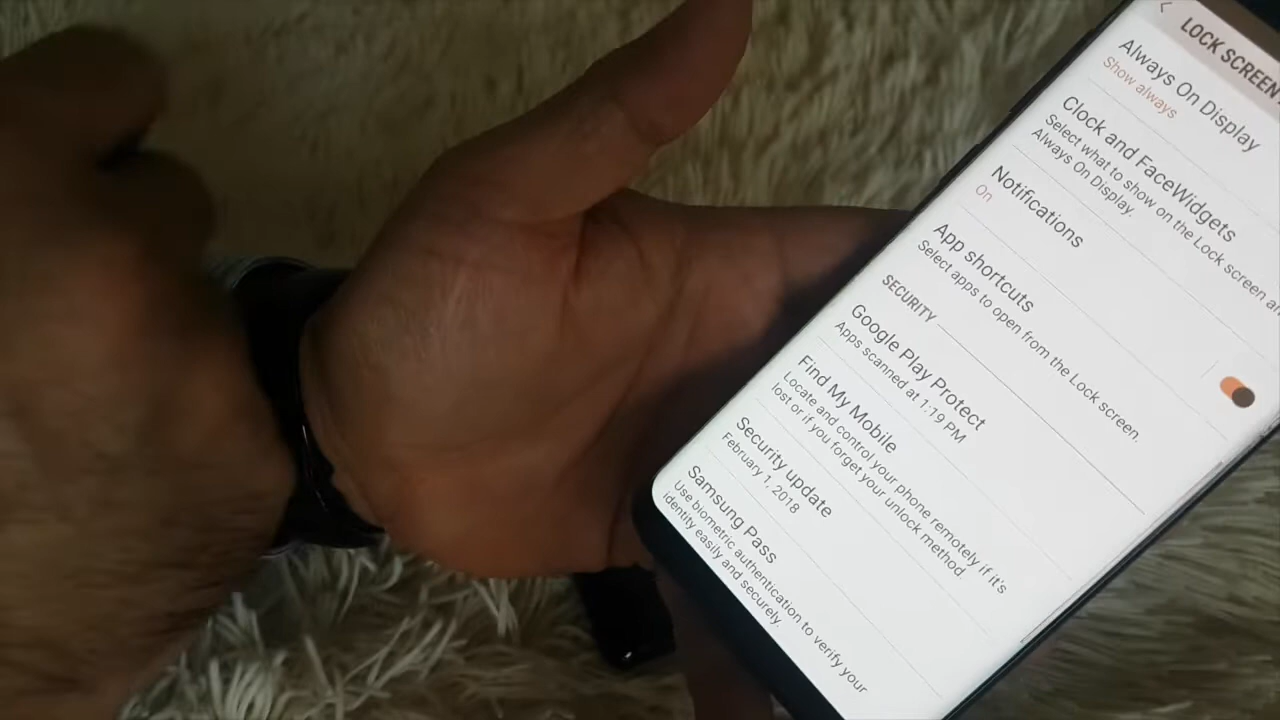 LOCK SCREEN
Always On Display
Show always
Clock and FaceWidgets
Select what to show on the Lock screen
Always On Display.
Notifications
On
App shortcuts
Select apps to open from the Lock screen.
SECURITY
Google Play Protect
Apps scanned at 1:19 PM
Find My Mobile
Locate and control your phone remotely if it's
lost or if you forget your unlock method.
Security update
February 1, 2018
Samsung Pass
Use biometric authentication to verify your
identity easily and securely.